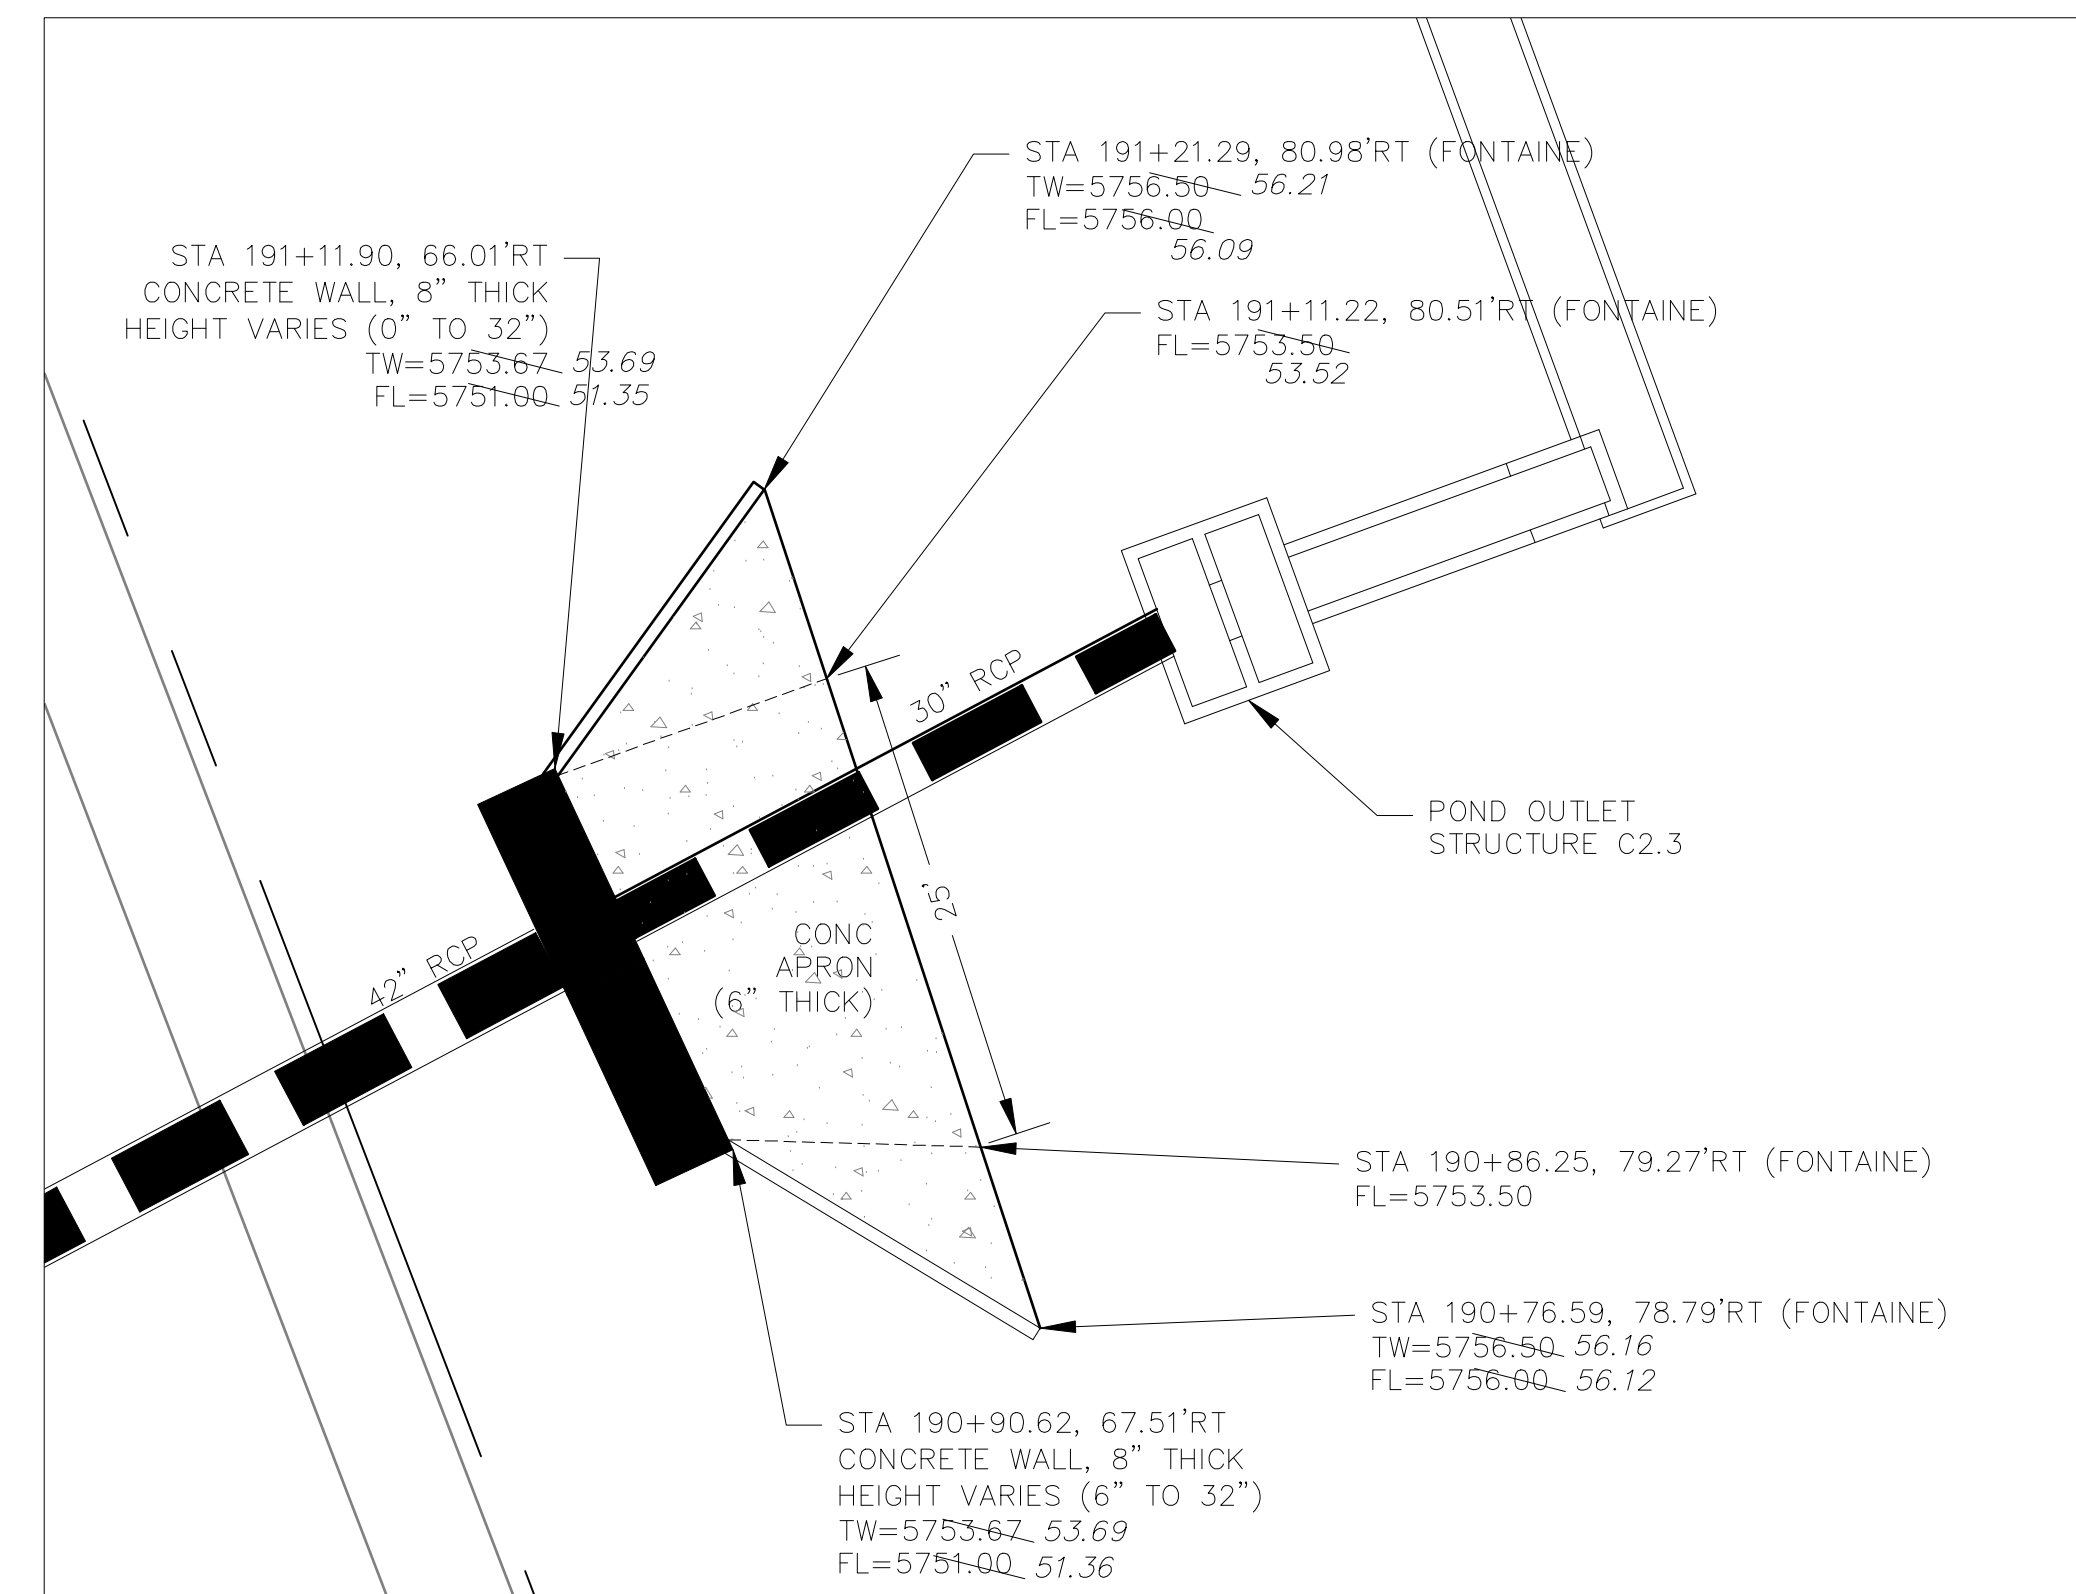 STA 191+21.29, 80.98'RT (FONTAINE)
TW=5756.50 56.21
FL=5756.00
56.09
STA 191+11.90, 66.01'RT
CONCRETE WALL, 8" THICK
HEIGHT VARIES (0" TO 32")
TW=5753.67 53.69
FL=5751.00 51.35
STA 191+11.22, 80.51'RT (FONTAINE)
FL=5753.50
53.52
30" RCP
POND OUTLET
STRUCTURE C2.3
25'
42" RCP
CONC
APRON
(6" THICK)
STA 190+86.25, 79.27'RT (FONTAINE)
FL=5753.50
STA 190+76.59, 78.79'RT (FONTAINE)
TW=5756.50 56.16
FL=5756.00 56.12
STA 190+90.62, 67.51'RT
CONCRETE WALL, 8" THICK
HEIGHT VARIES (6" TO 32")
TW=5753.67 53.69
FL=5751.00 51.36